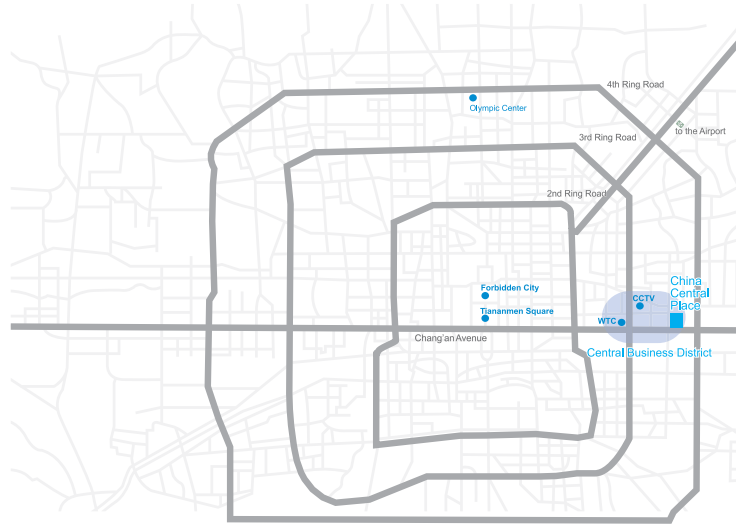 4th Ring Road
Olympic Center
to the Airport
3rd Ring Road
2nd Ring Road
China
Central
Place
Forbidden City
CCTV
Tiananmen Square
WTC
Chang'an Avenue
Central Business District